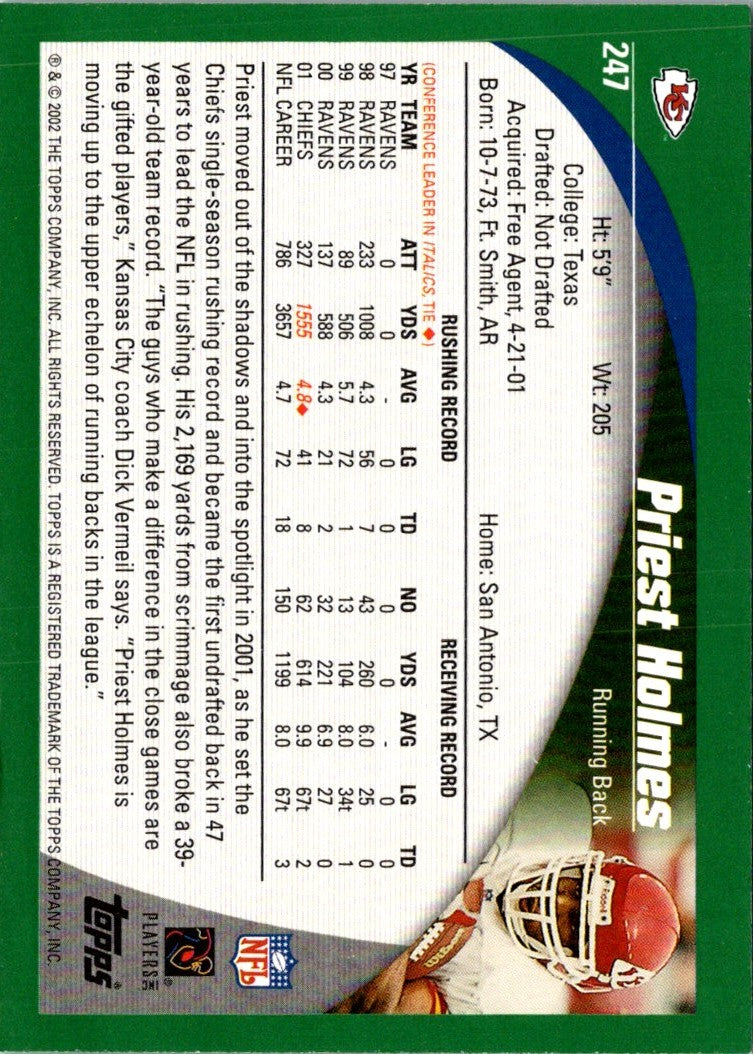 247
Priest Holmes
Running Back
Ht: 5'9" Wt: 205
College: Texas
Drafted: Not Drafted
Acquired: Free Agent, 4-21-01
Born: 10-7-73, Ft. Smith, AR Home: San Antonio, TX
RUSHING RECORD RECEIVING RECORD
(CONFERENCE LEADER IN ITALICS, TIE ◆)
YR TEAM ATT YDS AVG LG TD NO YDS AVG LG TD
97 RAVENS 0 0 - 0 0 0 0 - 0 0
98 RAVENS 233 1008 4.3 56 7 43 260 6.0 25 0
99 RAVENS 89 506 5.7 72 1 13 104 8.0 34t 1
00 RAVENS 137 588 4.3 21 2 32 221 6.9 27 0
01 CHIEFS 327 1555 4.8◆ 41 8 62 614 9.9 67t 2
NFL CAREER 786 3657 4.7 72 18 150 1199 8.0 67t 3
Priest moved out of the shadows and into the spotlight in 2001, as he set the
Chiefs single-season rushing record and became the first undrafted back in 47
years to lead the NFL in rushing. His 2,169 yards from scrimmage also broke a 39-
year-old team record. "The guys who make a difference in the close games are
the gifted players," Kansas City coach Dick Vermeil says. "Priest Holmes is
moving up to the upper echelon of running backs in the league."
NFL
PLAYERS INC
topps®
® & © 2002 THE TOPPS COMPANY, INC. ALL RIGHTS RESERVED. TOPPS IS A REGISTERED TRADEMARK OF THE TOPPS COMPANY, INC.
KC
Riddell
Wilson